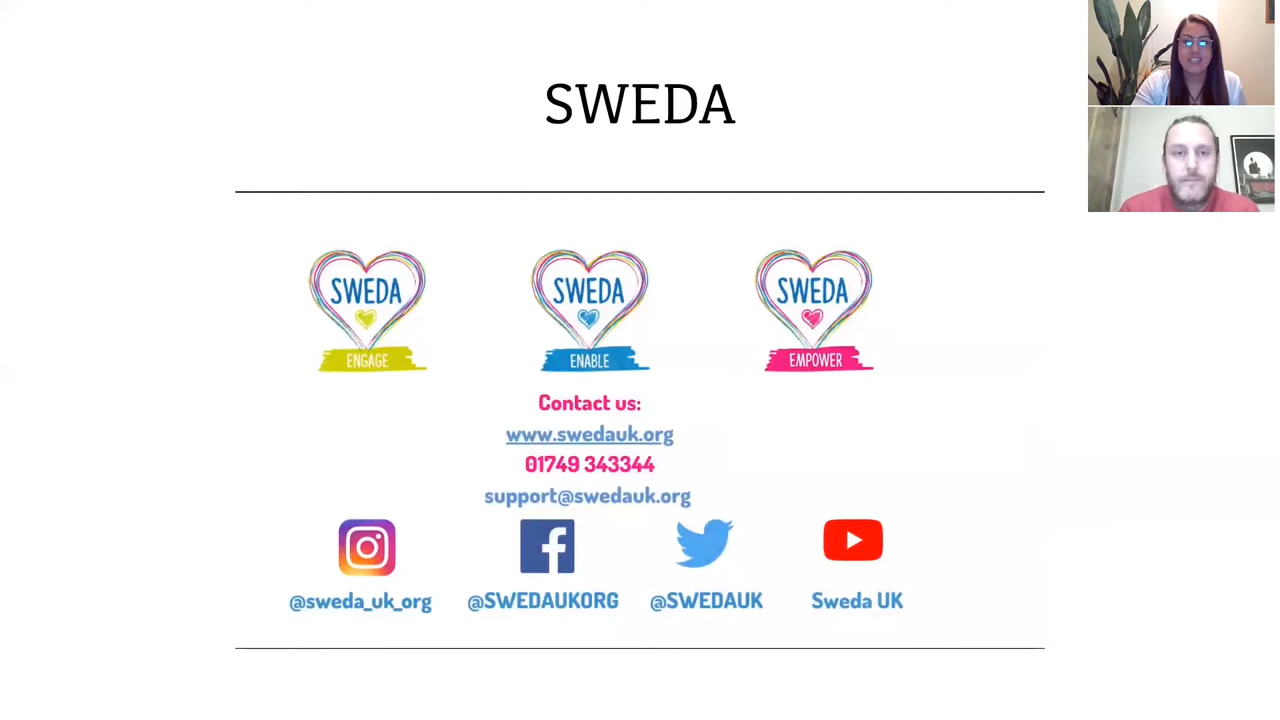 SWEDA
SWEDA
ENGAGE
SWEDA
ENABLE
SWEDA
EMPOWER
Contact us:
www.swedauk.org
01749 343344
support@swedauk.org
@sweda_uk_org
@SWEDAUKORG
@SWEDAUK
Sweda UK